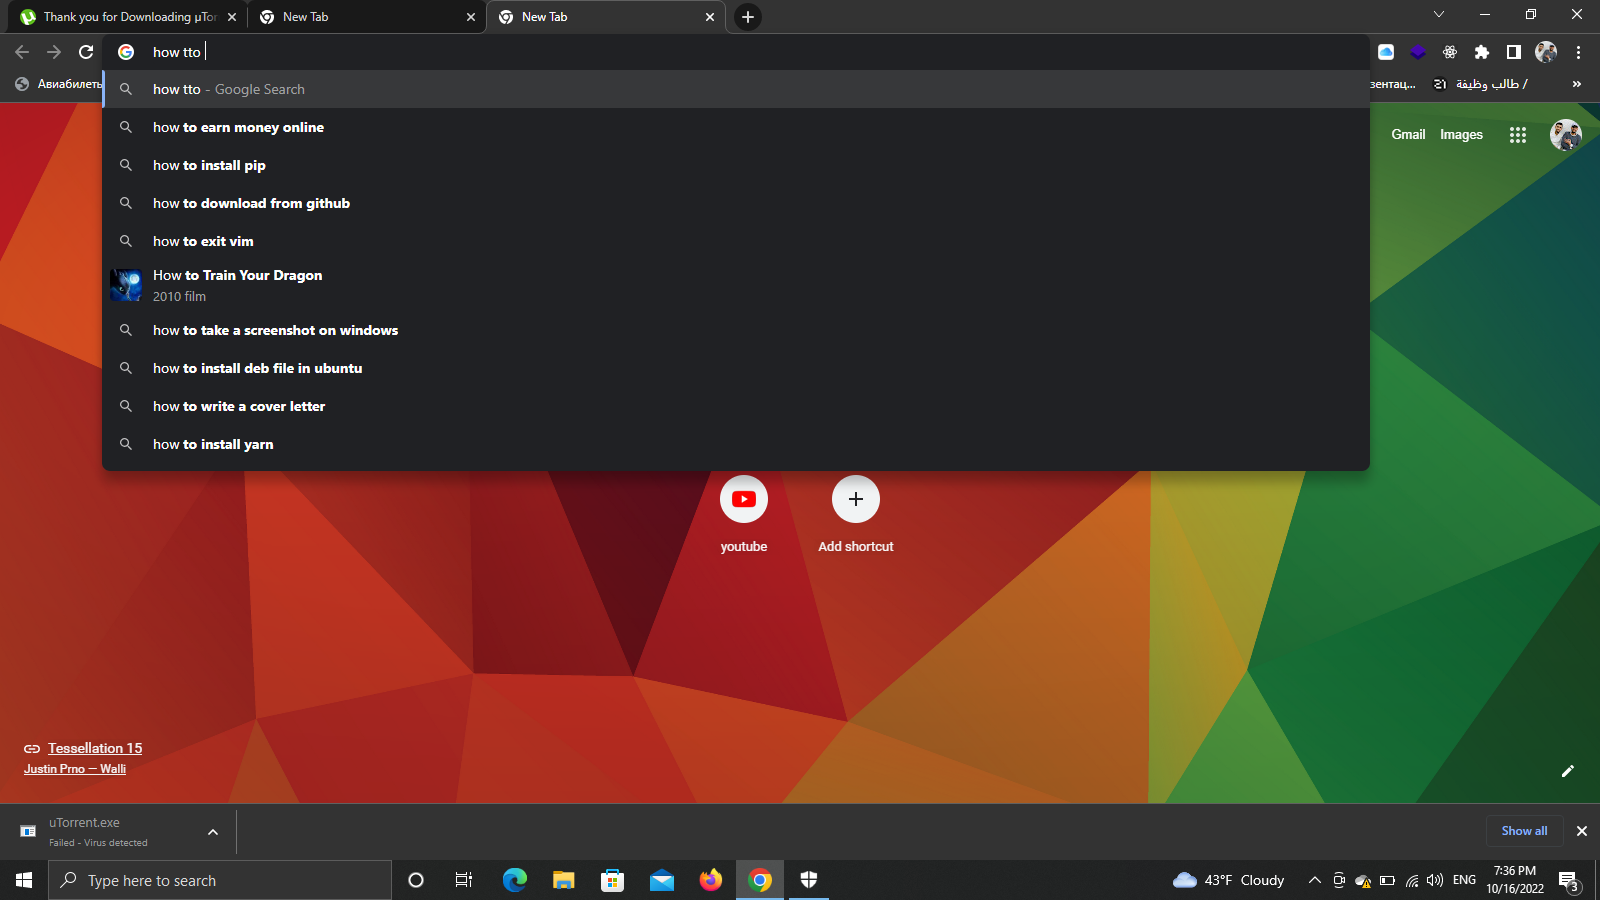 Thank you for Downloading µTor
New Tab
New Tab
how tto
Авиабилеть
зентац...
طالب وظيفة /
how tto - Google Search
how to earn money online
how to install pip
how to download from github
how to exit vim
How to Train Your Dragon
2010 film
how to take a screenshot on windows
how to install deb file in ubuntu
how to write a cover letter
how to install yarn
Gmail Images
youtube
Add shortcut
Tessellation 15
Justin Prno — Walli
uTorrent.exe
Failed - Virus detected
Show all
Type here to search
43°F Cloudy
ENG
7:36 PM
10/16/2022
3